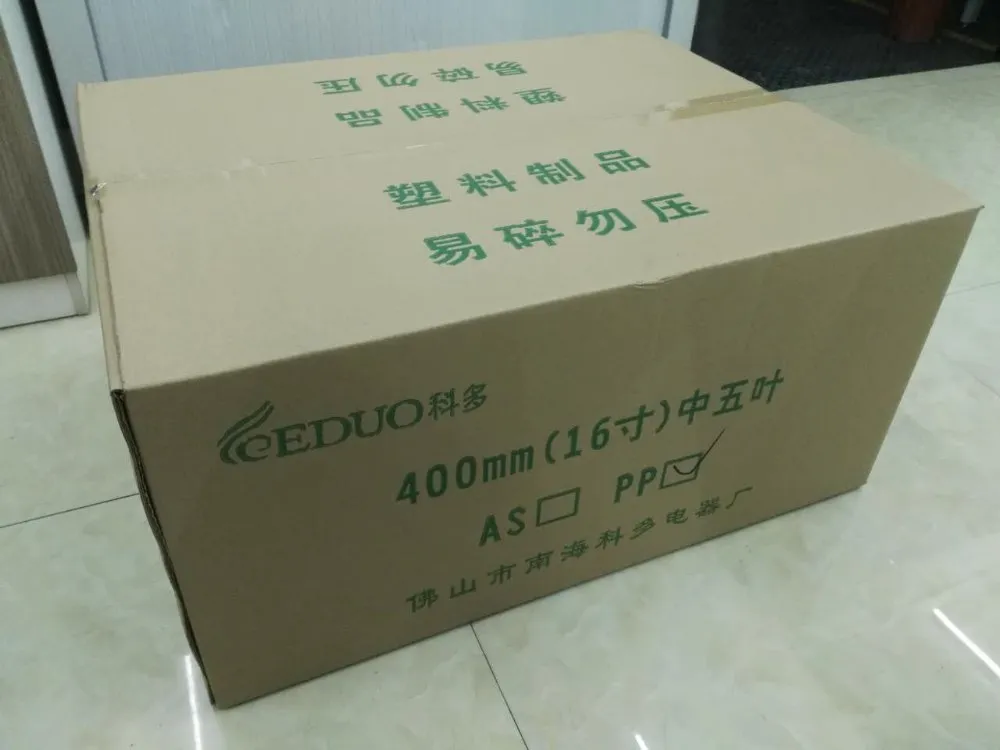 易碎勿压
塑料制品
塑料制品
易碎勿压
KEDUO科多
400mm(16寸)中五叶
AS□ PP☑
佛山市南海科多电器厂